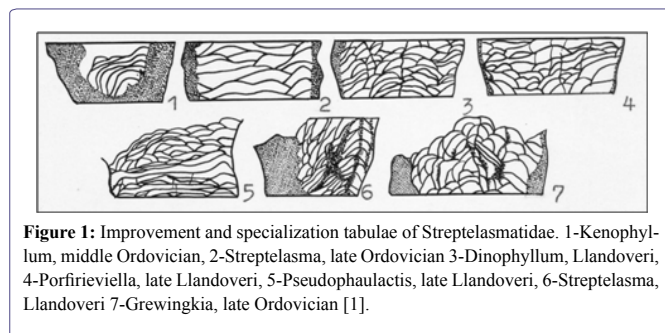 1
2
3
4
5
6
7
Figure 1: Improvement and specialization tabulae of Streptelasmatidae. 1-Kenophyl-
lum, middle Ordovician, 2-Streptelasma, late Ordovician 3-Dinophyllum, Llandoveri,
4-Porfirieviella, late Llandoveri, 5-Pseudophaulactis, late Llandoveri, 6-Streptelasma,
Llandoveri 7-Grewingkia, late Ordovician [1].